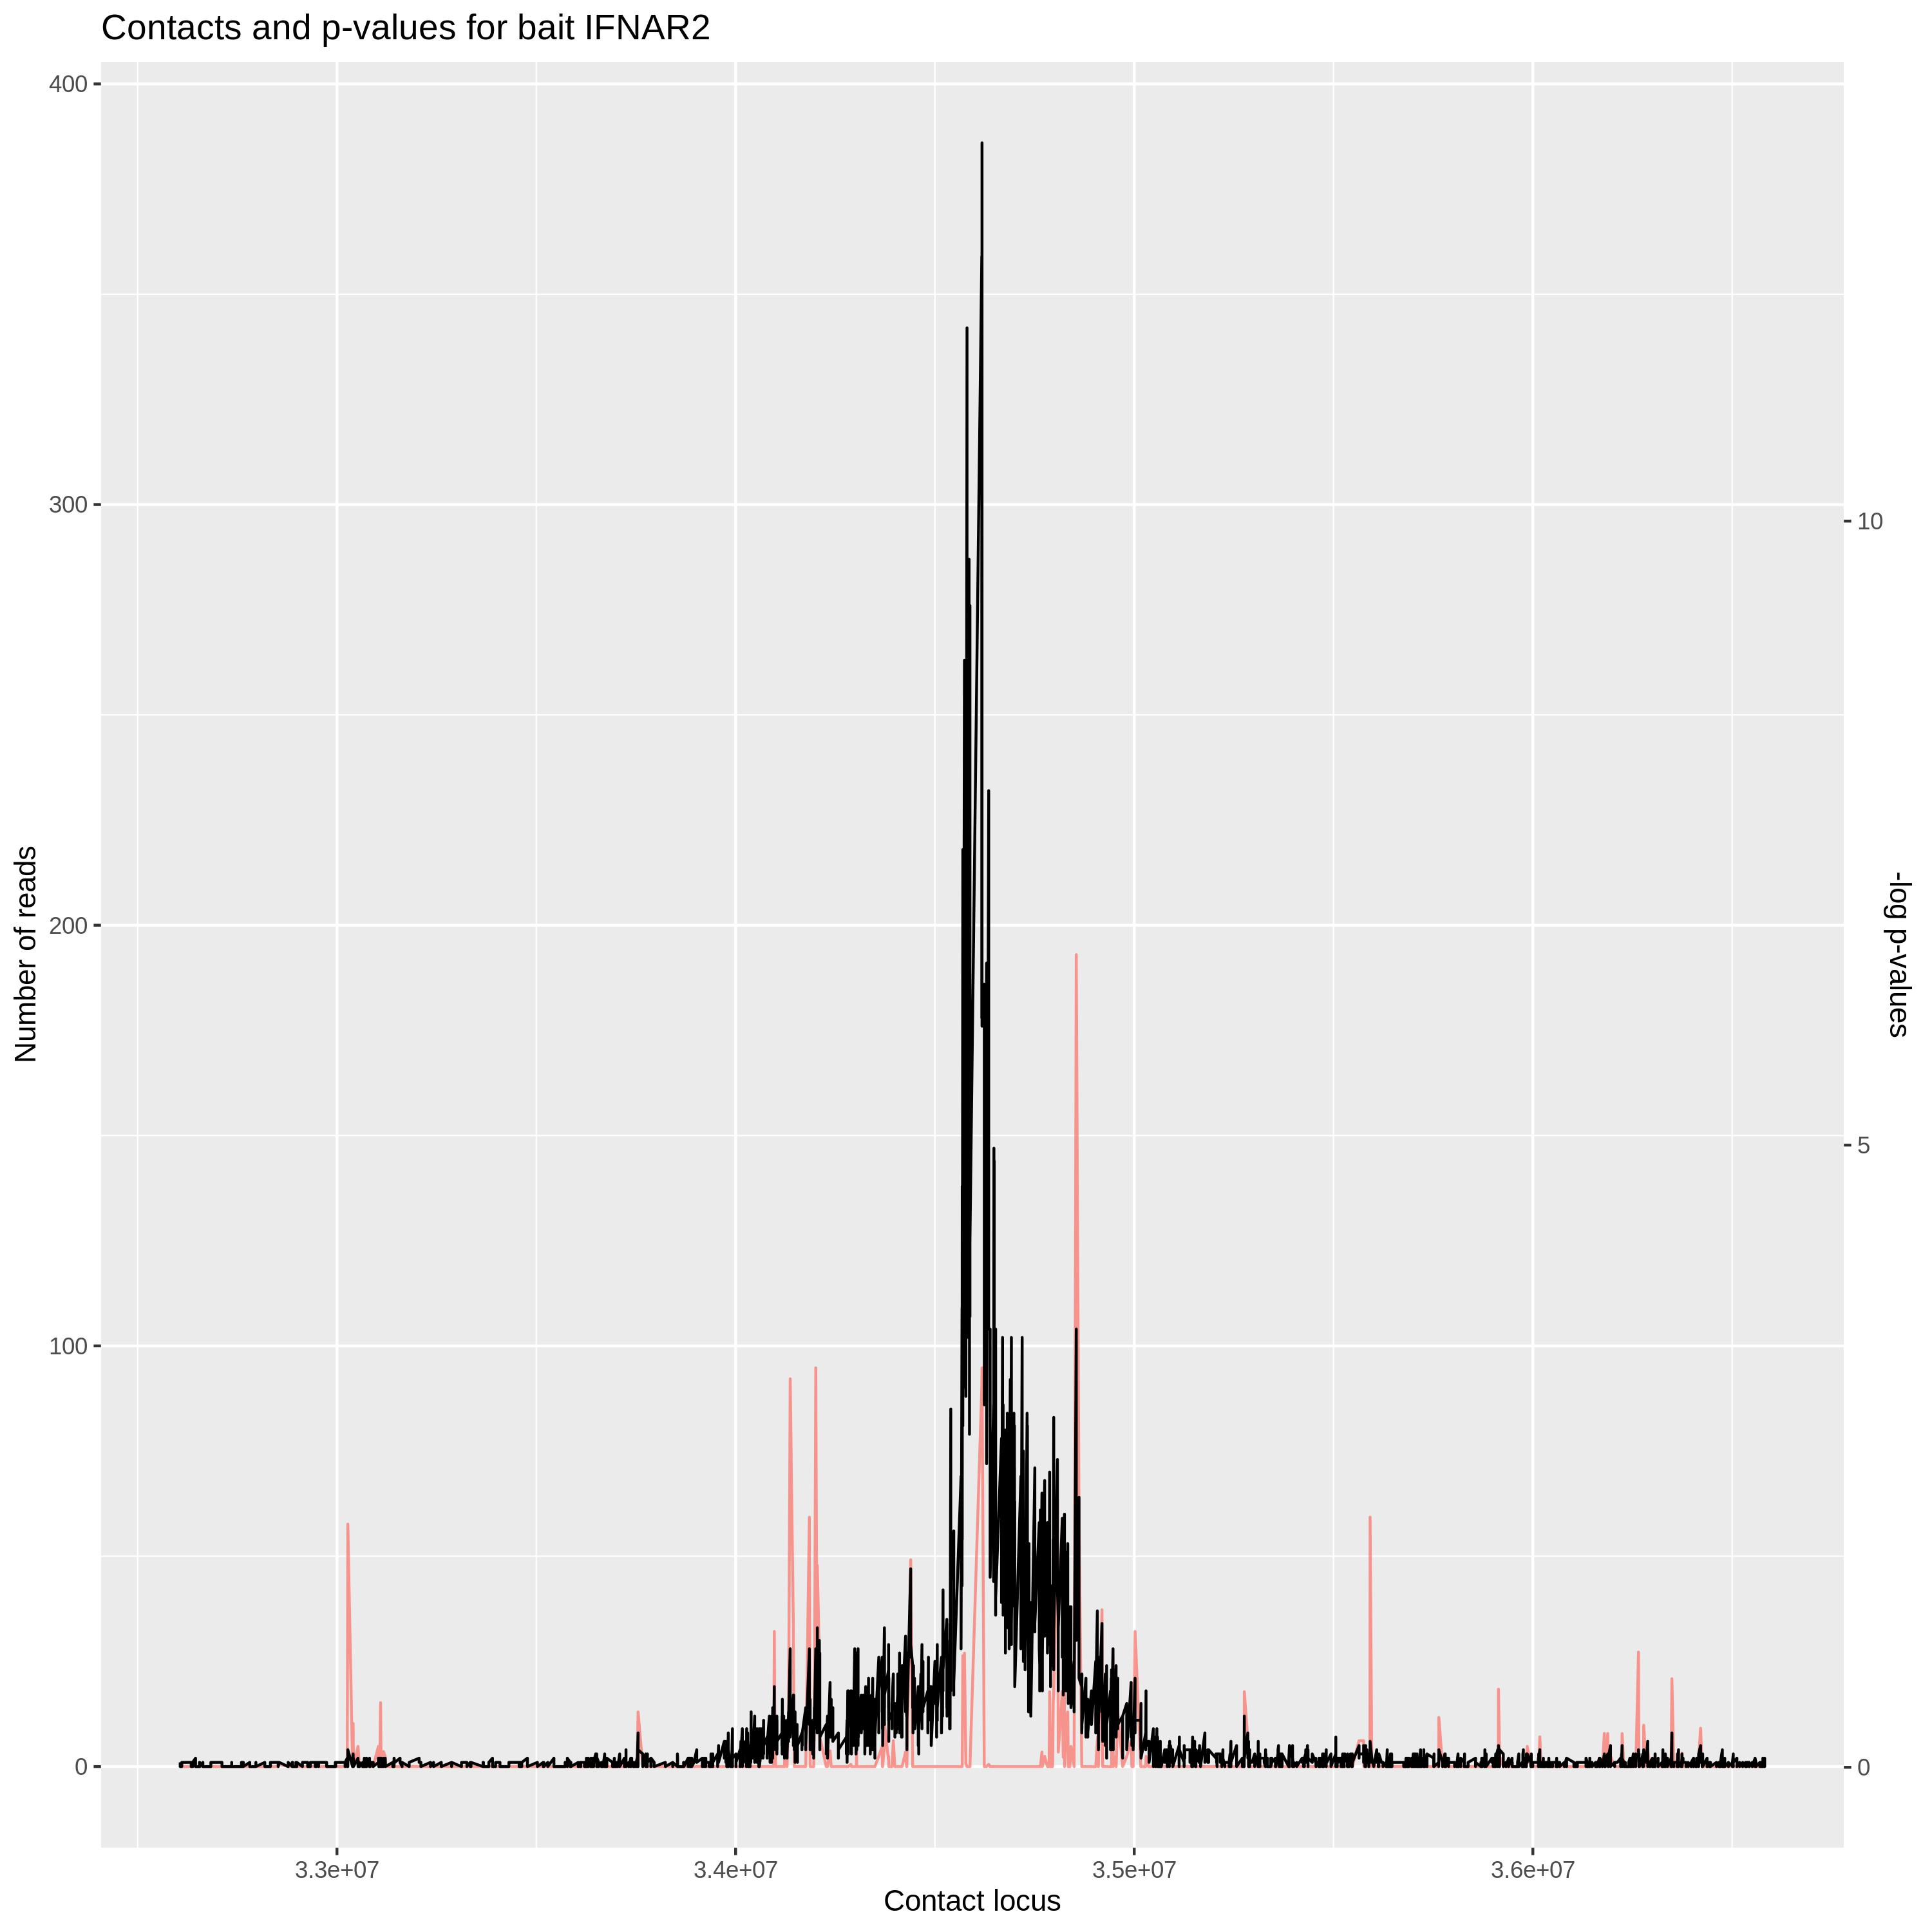 Contacts and p-values for bait IFNAR2
400
300
200
100
0
Number of reads
10
5
0
-log p-values
3.3e+07
3.4e+07
3.5e+07
3.6e+07
Contact locus